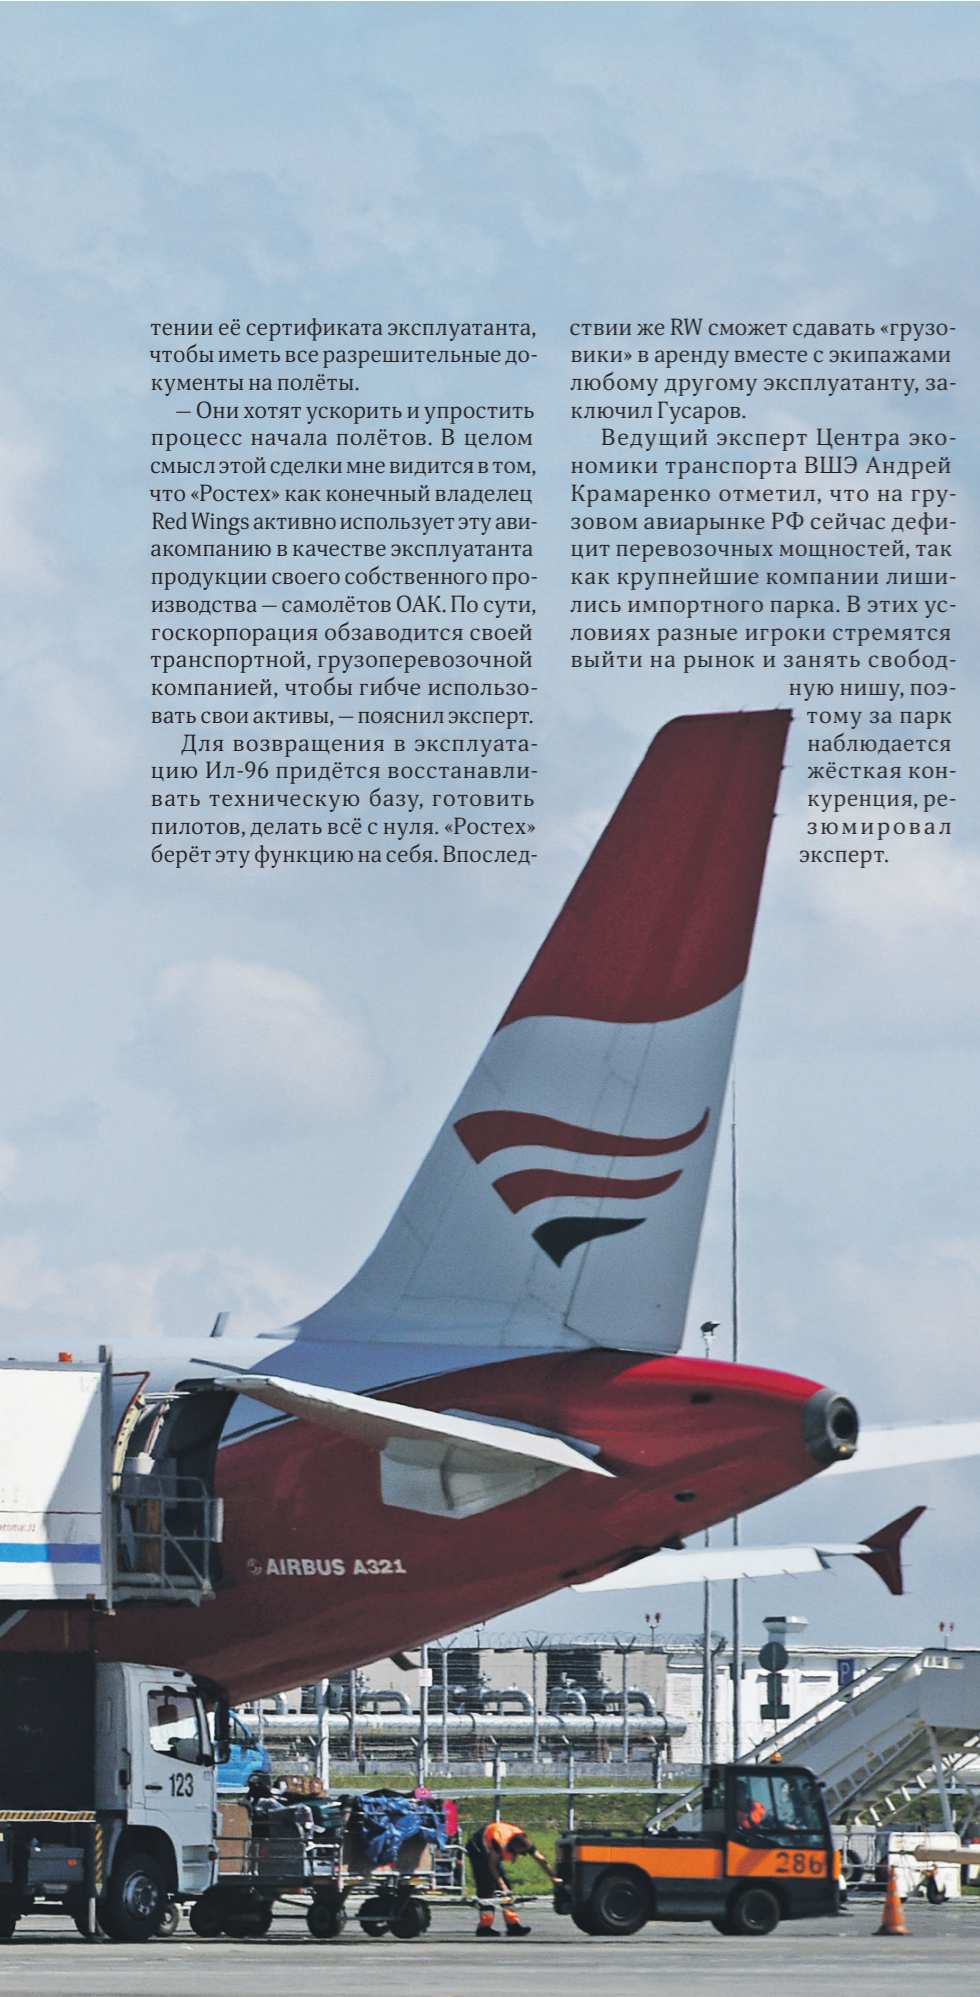 тении её сертификата эксплуатанта,
чтобы иметь все разрешительные до-
кументы на полёты.
— Они хотят ускорить и упростить
процесс начала полётов. В целом
смысл этой сделки мне видится в том,
что «Ростех» как конечный владелец
Red Wings активно использует эту ави-
акомпанию в качестве эксплуатанта
продукции своего собственного про-
изводства — самолётов ОАК. По сути,
госкорпорация обзаводится своей
транспортной, грузоперевозочной
компанией, чтобы гибче использо-
вать свои активы, — пояснил эксперт.
Для возвращения в эксплуата-
цию Ил-96 придётся восстанавли-
вать техническую базу, готовить
пилотов, делать всё с нуля. «Ростех»
берёт эту функцию на себя. Впослед-
ствии же RW сможет сдавать «грузо-
вики» в аренду вместе с экипажами
любому другому эксплуатанту, за-
ключил Гусаров.
Ведущий эксперт Центра эко-
номики транспорта ВШЭ Андрей
Крамаренко отметил, что на гру-
зовом авиарынке РФ сейчас дефи-
цит перевозочных мощностей, так
как крупнейшие компании лиши-
лись импортного парка. В этих ус-
ловиях разные игроки стремятся
выйти на рынок и занять свобод-
ную нишу, поэ-
тому за парк
наблюдается
жёсткая кон-
куренция, ре-
зюмировал
эксперт.
AIRBUS A321
P
123
286